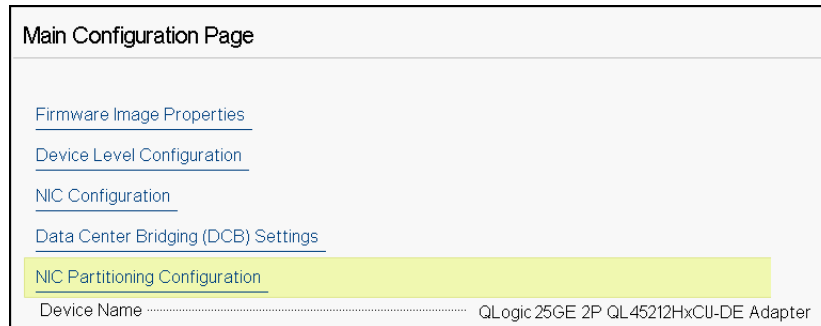 Main Configuration Page
Firmware Image Properties
Device Level Configuration
NIC Configuration
Data Center Bridging (DCB) Settings
NIC Partitioning Configuration
Device Name QLogic 25GE 2P QL45212HxCU-DE Adapter